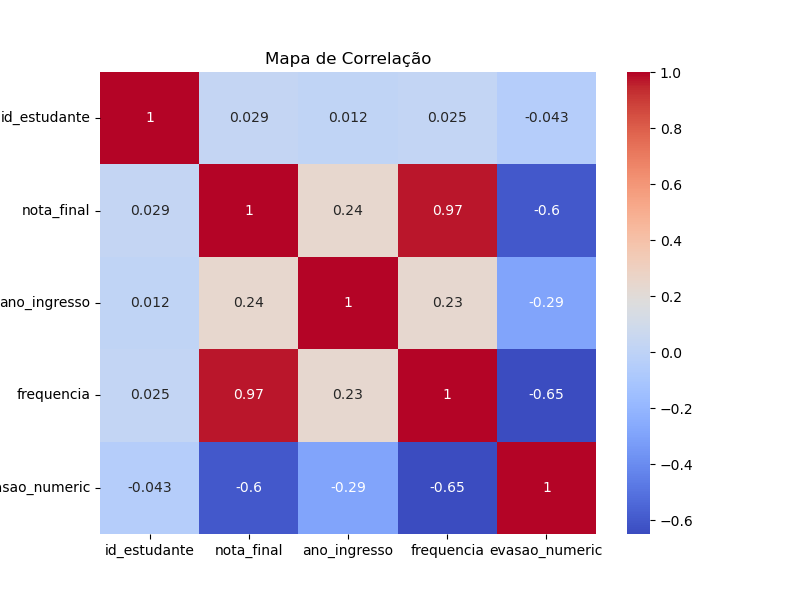 Mapa de Correlação
id_estudante 1 0.029 0.012 0.025 -0.043
nota_final 0.029 1 0.24 0.97 -0.6
ano_ingresso 0.012 0.24 1 0.23 -0.29
frequencia 0.025 0.97 0.23 1 -0.65
asao_numeric -0.043 -0.6 -0.29 -0.65 1
id_estudante nota_final ano_ingresso frequencia evasao_numeric
1.0
0.8
0.6
0.4
0.2
0.0
−0.2
−0.4
−0.6